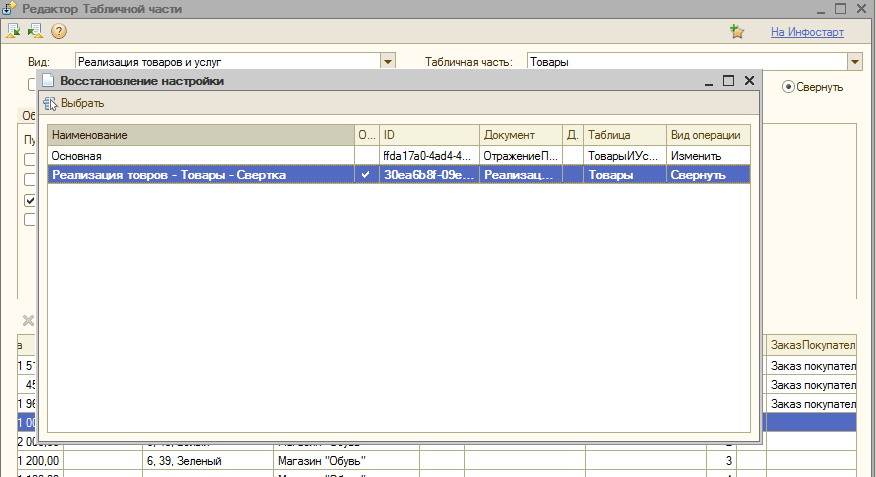 Редактор Табличной части
На Инфостарт
Вид: Реализация товаров и услуг Табличная часть: Товары
Восстановление настройки
Свернуть
Выбрать
Об
Пу
Наименование О... ID Документ Д. Таблица Вид операции
Основная ffda17a0-4ad4-4... ОтражениеП... ТоварыИУс... Изменить
Реализация товров - Товары - Свертка 30ea6b8f-09e... Реализац... Товары Свернуть
а ЗаказПокупател
1 51 Заказ покупател
45 Заказ покупател
1 96 Заказ покупател
1 00
2 000,00
1 200,00 6, 39, Зеленый Магазин "Обувь" 3